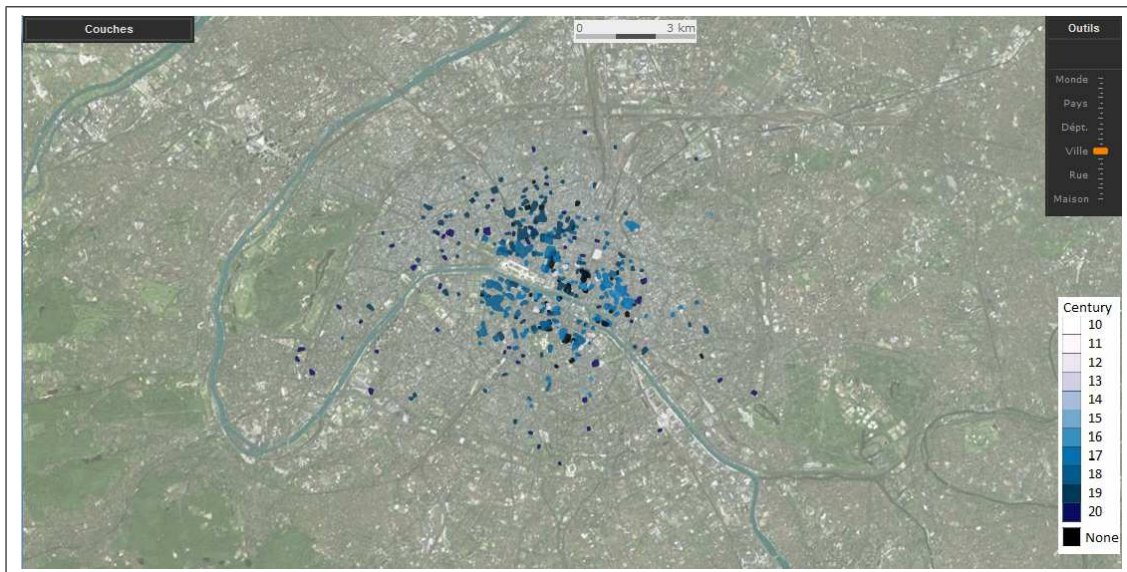 Couches
0 3 km
Outils
Monde
Pays
Dépt.
Ville
Rue
Maison
Century
10
11
12
13
14
15
16
17
18
19
20
None